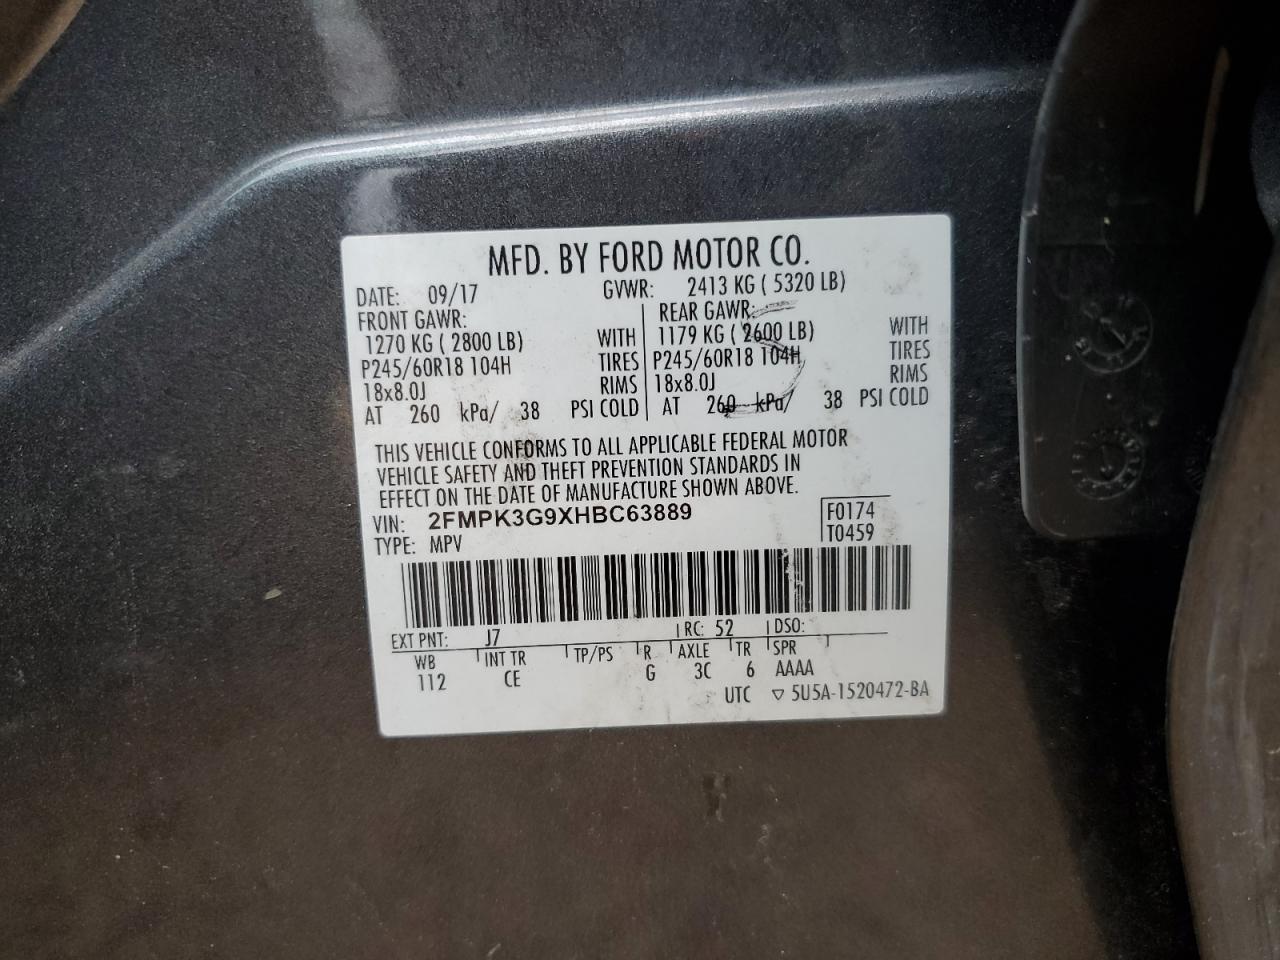 MFD. BY FORD MOTOR CO.
DATE: 09/17 GVWR: 2413 KG ( 5320 LB)
FRONT GAWR: REAR GAWR:
1270 KG ( 2800 LB) WITH 1179 KG ( 2600 LB) WITH
P245/60R18 104H TIRES P245/60R18 104H TIRES
18x8.0J RIMS 18x8.0J RIMS
AT 260 kPa/ 38 PSI COLD AT 260 kPa/ 38 PSI COLD
THIS VEHICLE CONFORMS TO ALL APPLICABLE FEDERAL MOTOR
VEHICLE SAFETY AND THEFT PREVENTION STANDARDS IN
EFFECT ON THE DATE OF MANUFACTURE SHOWN ABOVE.
VIN: 2FMPK3G9XHBC63889 F0174
TYPE: MPV T0459
EXT PNT: J7 RC: 52 DSO:
WB INT TR TP/PS R AXLE TR SPR
112 CE G 3C 6 AAAA
UTC ▽ 5U5A-1520472-BA